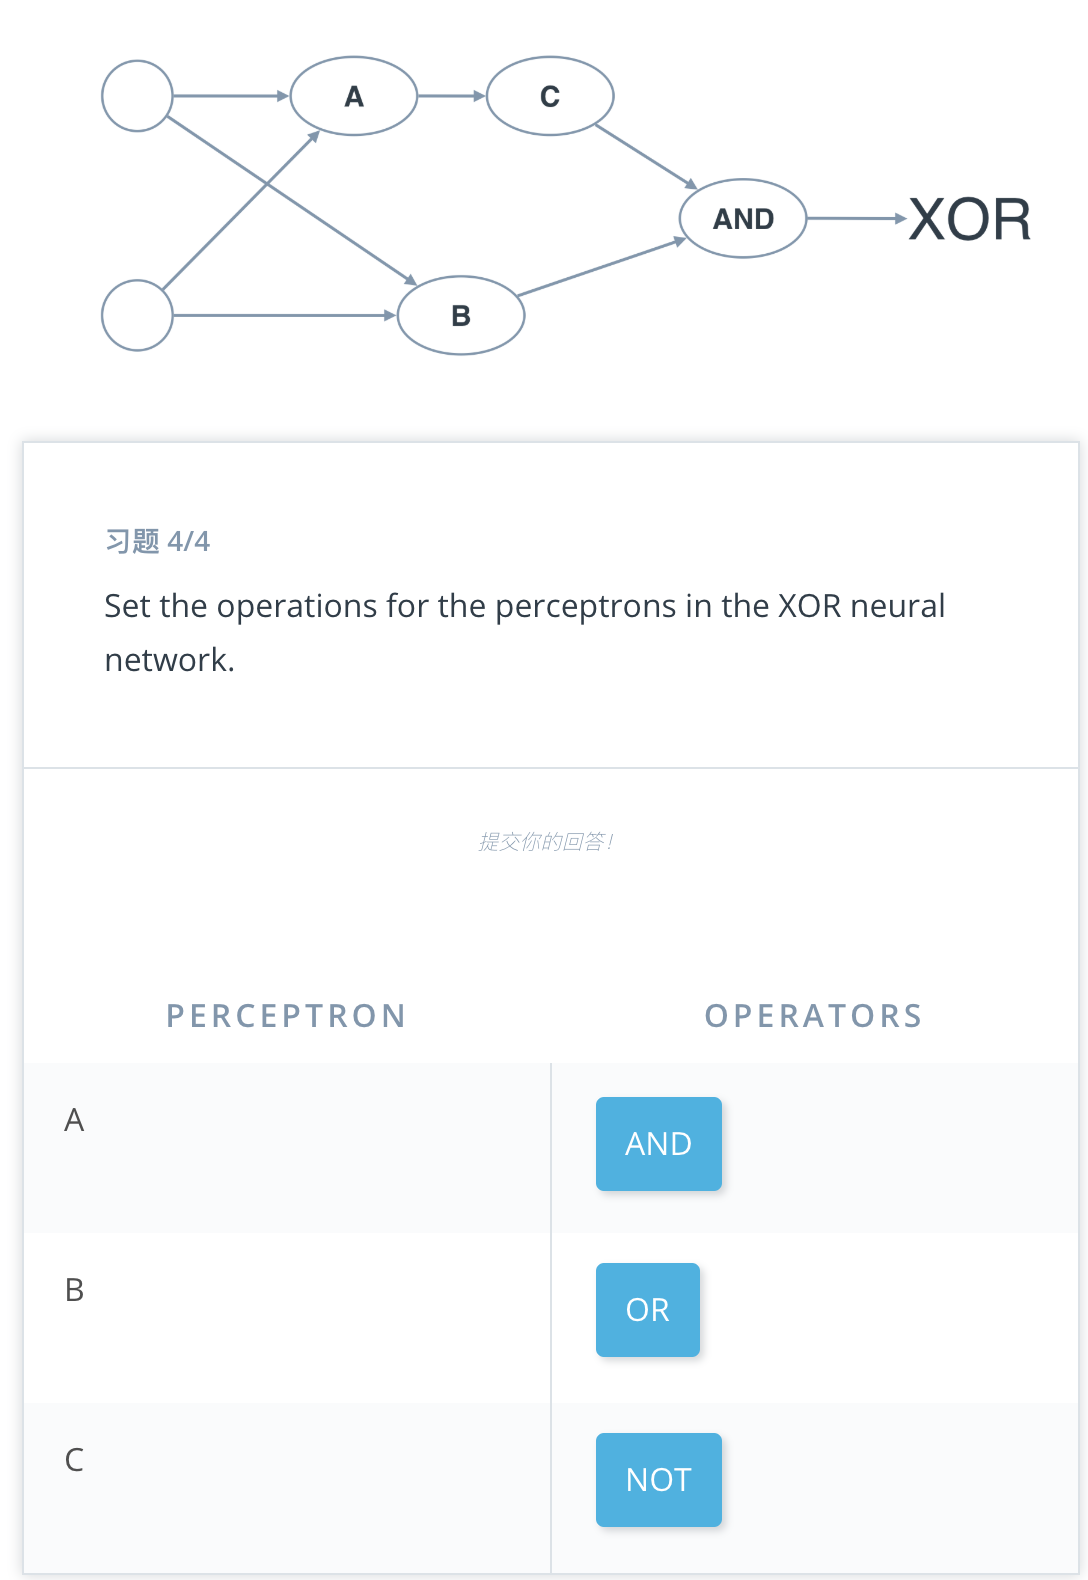 A
C
AND
XOR
B
习题 4/4
Set the operations for the perceptrons in the XOR neural
network.
提交你的回答！
PERCEPTRON
OPERATORS
A
AND
B
OR
C
NOT